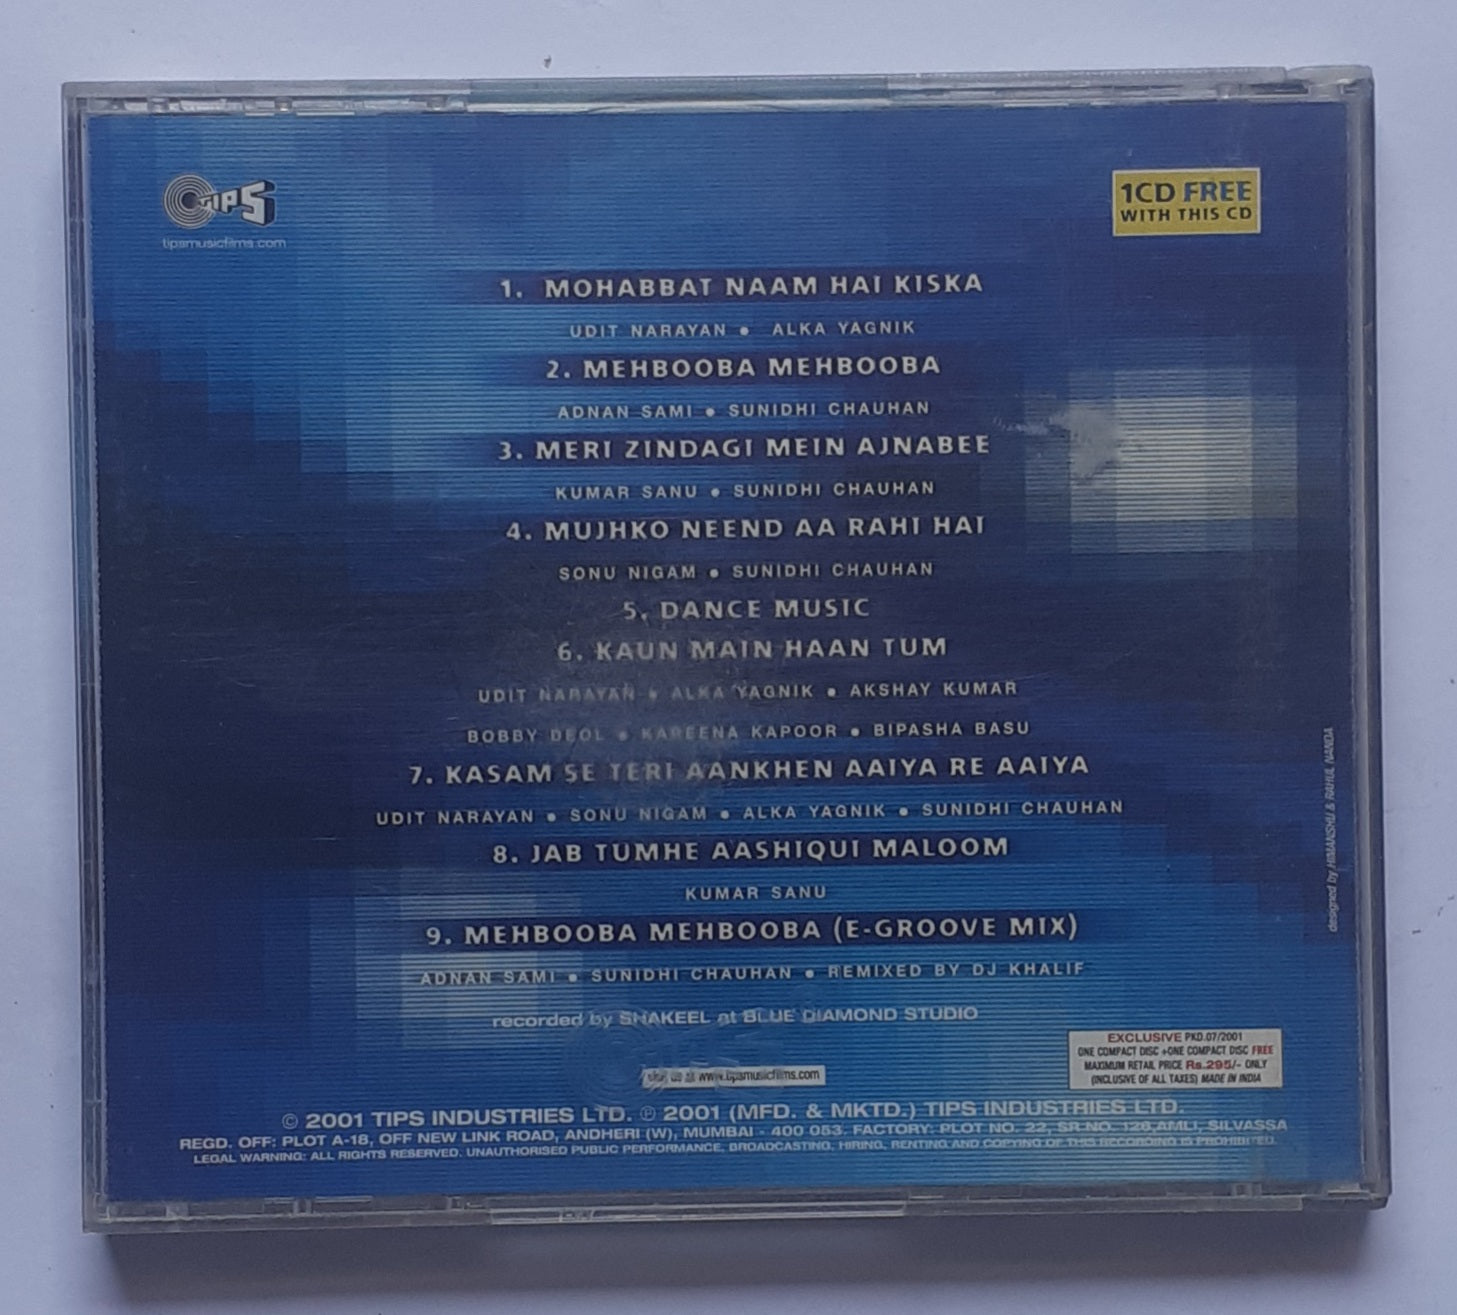 TIPS
tipsmusicfilms.com
1CD FREE
WITH THIS CD
1. MOHABBAT NAAM HAI KISKA
UDIT NARAYAN • ALKA YAGNIK
2. MEHBOOBA MEHBOOBA
ADNAN SAMI • SUNIDHI CHAUHAN
3. MERI ZINDAGI MEIN AJNABEE
KUMAR SANU • SUNIDHI CHAUHAN
4. MUJHKO NEEND AA RAHI HAI
SONU NIGAM • SUNIDHI CHAUHAN
5. DANCE MUSIC
6. KAUN MAIN HAAN TUM
UDIT NARAYAN • ALKA YAGNIK • AKSHAY KUMAR
BOBBY DEOL • KAREENA KAPOOR • BIPASHA BASU
7. KASAM SE TERI AANKHEN AAIYA RE AAIYA
UDIT NARAYAN • SONU NIGAM • ALKA YAGNIK • SUNIDHI CHAUHAN
8. JAB TUMHE AASHIQUI MALOOM
KUMAR SANU
9. MEHBOOBA MEHBOOBA (E-GROOVE MIX)
ADNAN SAMI • SUNIDHI CHAUHAN • REMIXED BY DJ KHALIF
recorded by SHAKEEL at BLUE DIAMOND STUDIO
designed by HIMANSHU & RAHUL NANDA
EXCLUSIVE PKD.07/2001
ONE COMPACT DISC +ONE COMPACT DISC FREE
MAXIMUM RETAIL PRICE Rs.295/- ONLY
(INCLUSIVE OF ALL TAXES) MADE IN INDIA
visit us at www.tipsmusicfilms.com
© 2001 TIPS INDUSTRIES LTD. ℗ 2001 (MFD. & MKTD.) TIPS INDUSTRIES LTD.
REGD. OFF: PLOT A-18, OFF NEW LINK ROAD, ANDHERI (W), MUMBAI - 400 053. FACTORY: PLOT NO. 22, SR.NO. 126,AMLI, SILVASSA
LEGAL WARNING: ALL RIGHTS RESERVED. UNAUTHORISED PUBLIC PERFORMANCE, BROADCASTING, HIRING, RENTING AND COPYING OF THIS RECORDING IS PROHIBITED.